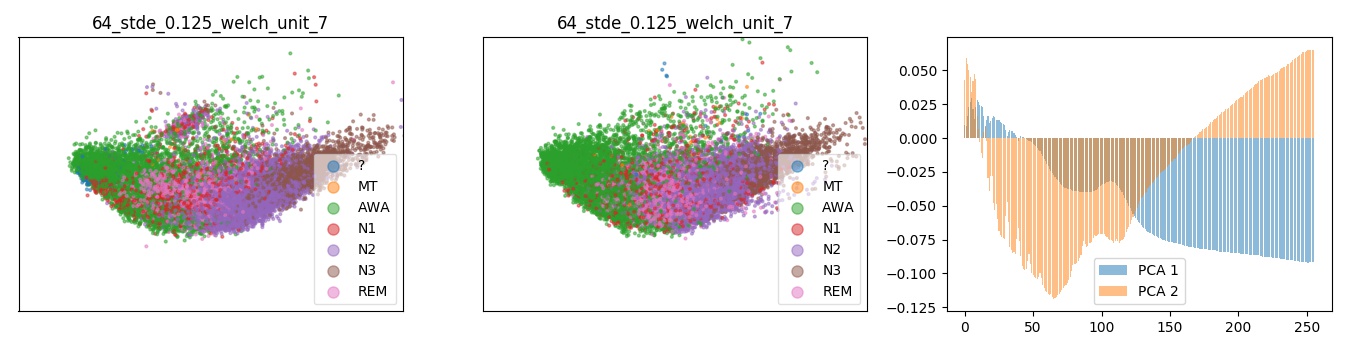 64_stde_0.125_welch_unit_7
?
MT
AWA
N1
N2
N3
REM
64_stde_0.125_welch_unit_7
?
MT
AWA
N1
N2
N3
REM
0.050
0.025
0.000
−0.025
−0.050
−0.075
−0.100
−0.125
PCA 1
PCA 2
0
50
100
150
200
250